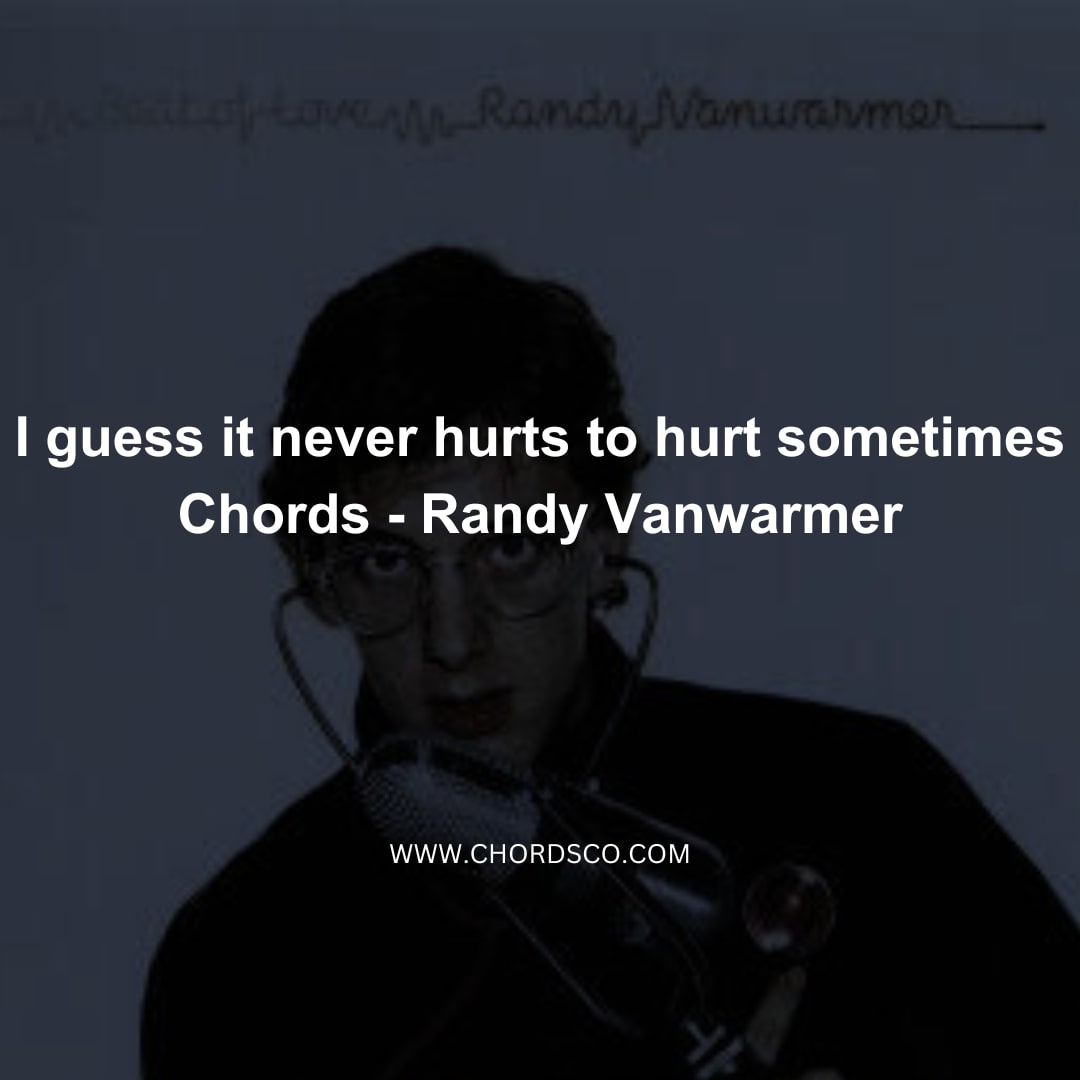 Beat of Love Randy Vanwarmer
I guess it never hurts to hurt sometimes
Chords - Randy Vanwarmer
WWW.CHORDSCO.COM